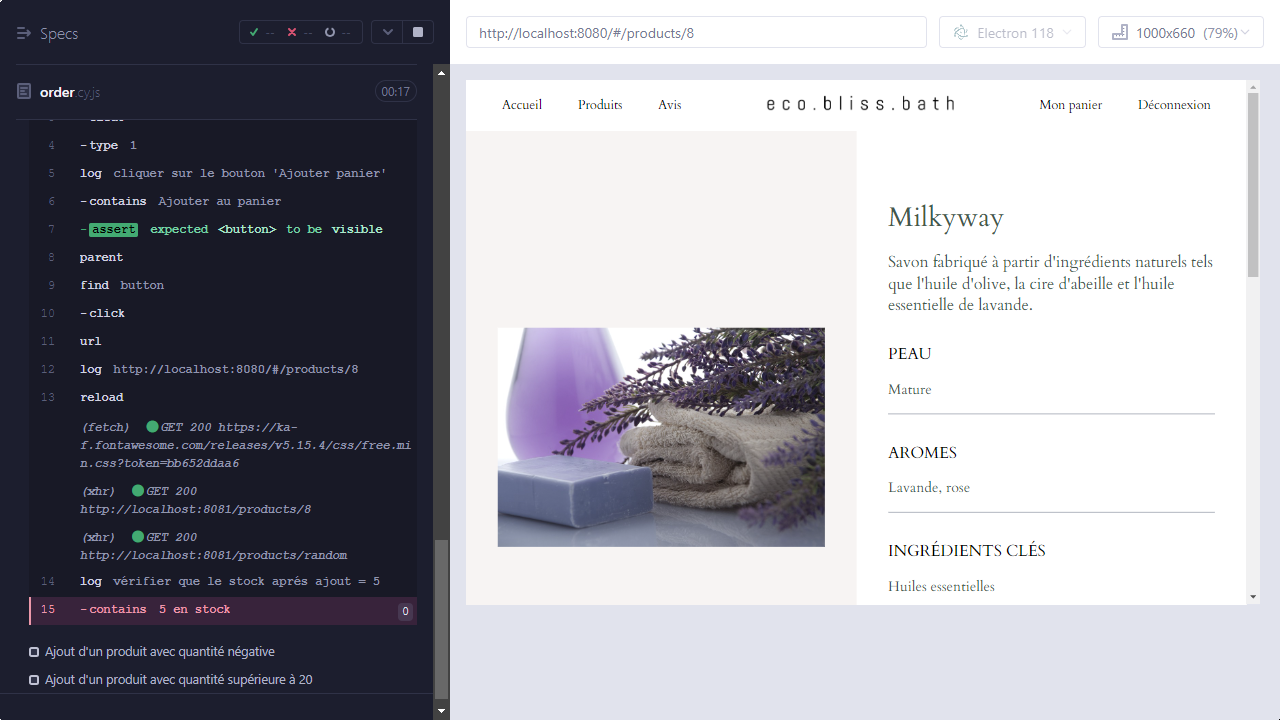 Specs
-- -- --
order.cy.js
00:17
4 -type 1
5 log cliquer sur le bouton 'Ajouter panier'
6 -contains Ajouter au panier
7 -assert expected <button> to be visible
8 parent
9 find button
10 -click
11 url
12 log http://localhost:8080/#/products/8
13 reload
(fetch) GET 200 https://ka-
f.fontawesome.com/releases/v5.15.4/css/free.mi
n.css?token=bb652ddaa6
(xhr) GET 200
http://localhost:8081/products/8
(xhr) GET 200
http://localhost:8081/products/random
14 log vérifier que le stock aprés ajout = 5
15 -contains 5 en stock 0
Ajout d'un produit avec quantité négative
Ajout d'un produit avec quantité supérieure à 20
http://localhost:8080/#/products/8
Electron 118
1000x660 (79%)
Accueil Produits Avis eco.bliss.bath Mon panier Déconnexion
Milkyway
Savon fabriqué à partir d'ingrédients naturels tels
que l'huile d'olive, la cire d'abeille et l'huile
essentielle de lavande.
PEAU
Mature
AROMES
Lavande, rose
INGRÉDIENTS CLÉS
Huiles essentielles